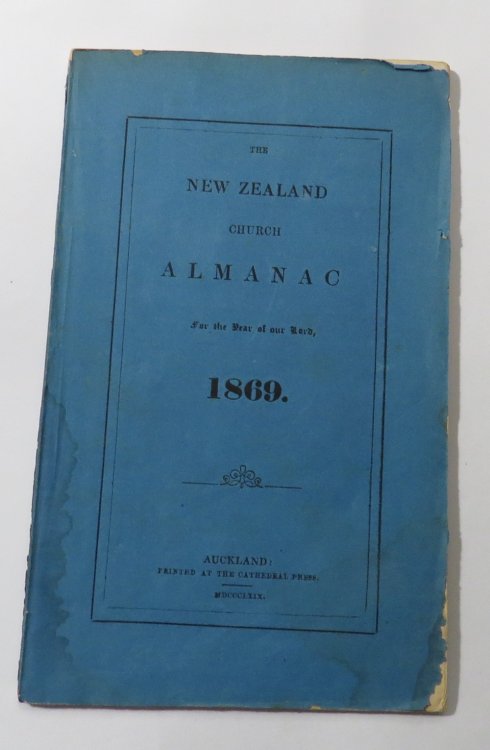 THE
NEW ZEALAND
CHURCH
ALMANAC
For the Year of our Lord,
1869.
AUCKLAND:
PRINTED AT THE CATHEDRAL PRESS.
MDCCCLXIX.